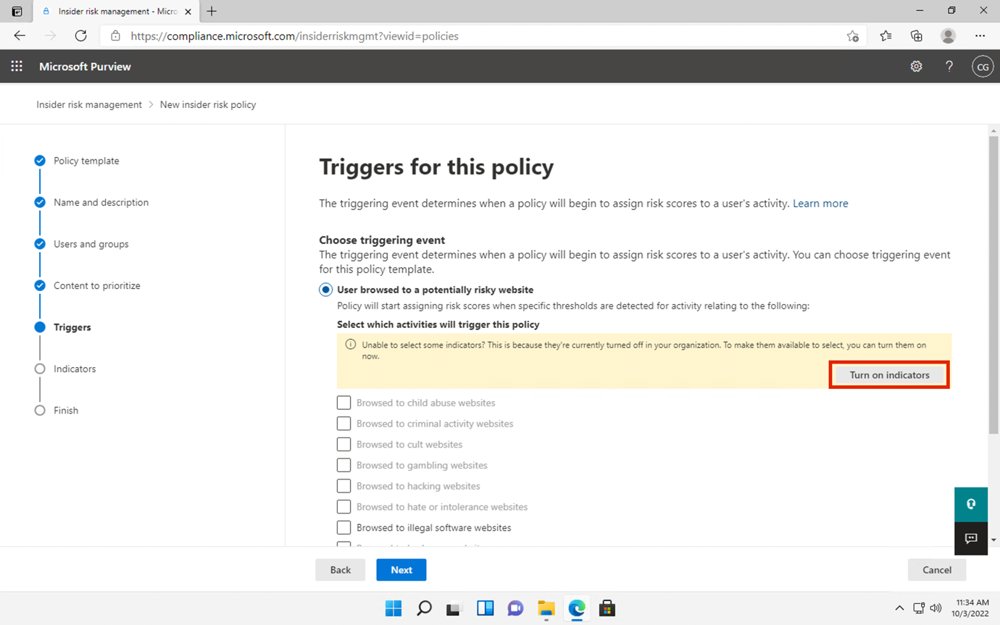 Insider risk management - Micro
https://compliance.microsoft.com/insiderriskmgmt?viewid=policies
Microsoft Purview
?
CG
Insider risk management > New insider risk policy
Policy template
Name and description
Users and groups
Content to prioritize
Triggers
Indicators
Finish
Triggers for this policy
The triggering event determines when a policy will begin to assign risk scores to a user's activity. Learn more
Choose triggering event
The triggering event determines when a policy will begin to assign risk scores to a user's activity. You can choose triggering event
for this policy template.
User browsed to a potentially risky website
Policy will start assigning risk scores when specific thresholds are detected for activity relating to the following:
Select which activities will trigger this policy
Unable to select some indicators? This is because they're currently turned off in your organization. To make them available to select, you can turn them on
now.
Turn on indicators
Browsed to child abuse websites
Browsed to criminal activity websites
Browsed to cult websites
Browsed to gambling websites
Browsed to hacking websites
Browsed to hate or intolerance websites
Browsed to illegal software websites
Back
Next
Cancel
11:34 AM
10/3/2022